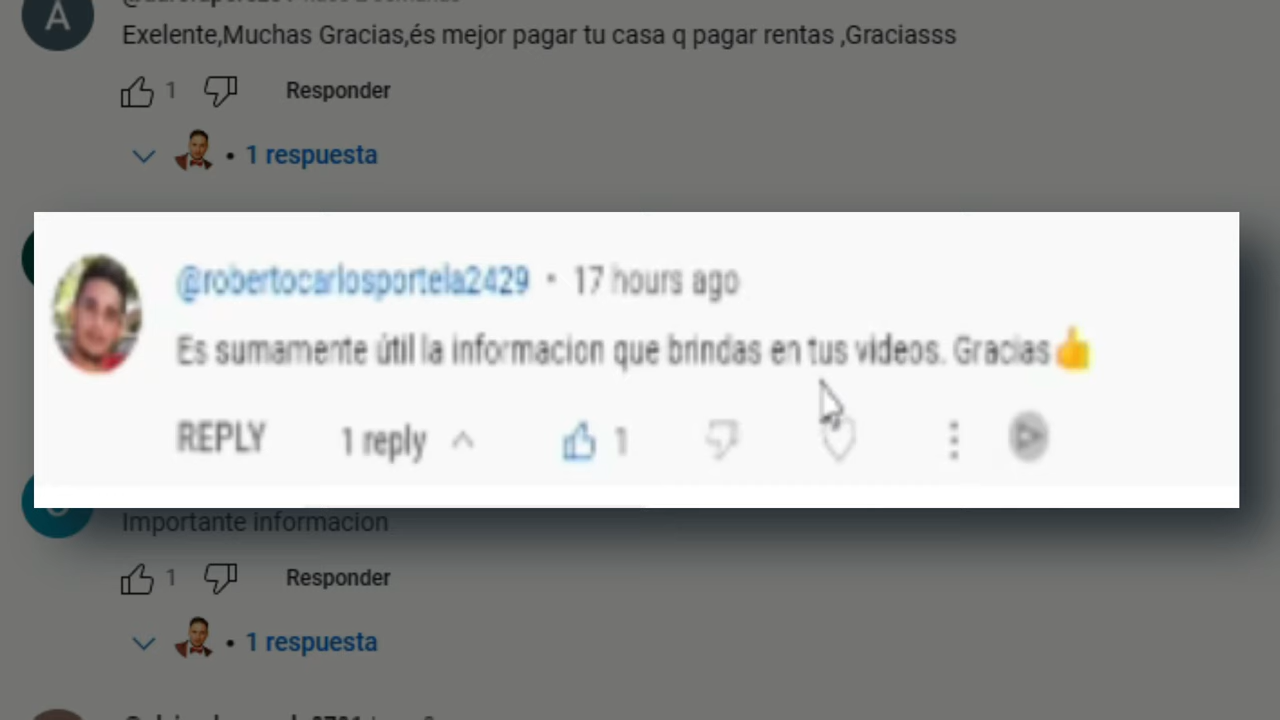 A
Exelente,Muchas Gracias,és mejor pagar tu casa q pagar rentas ,Graciasss
1 Responder
• 1 respuesta
@robertocarlosportela2429 • 17 hours ago
Es sumamente útil la informacion que brindas en tus videos. Gracias👍
REPLY 1 reply 1
Importante informacion
1 Responder
• 1 respuesta